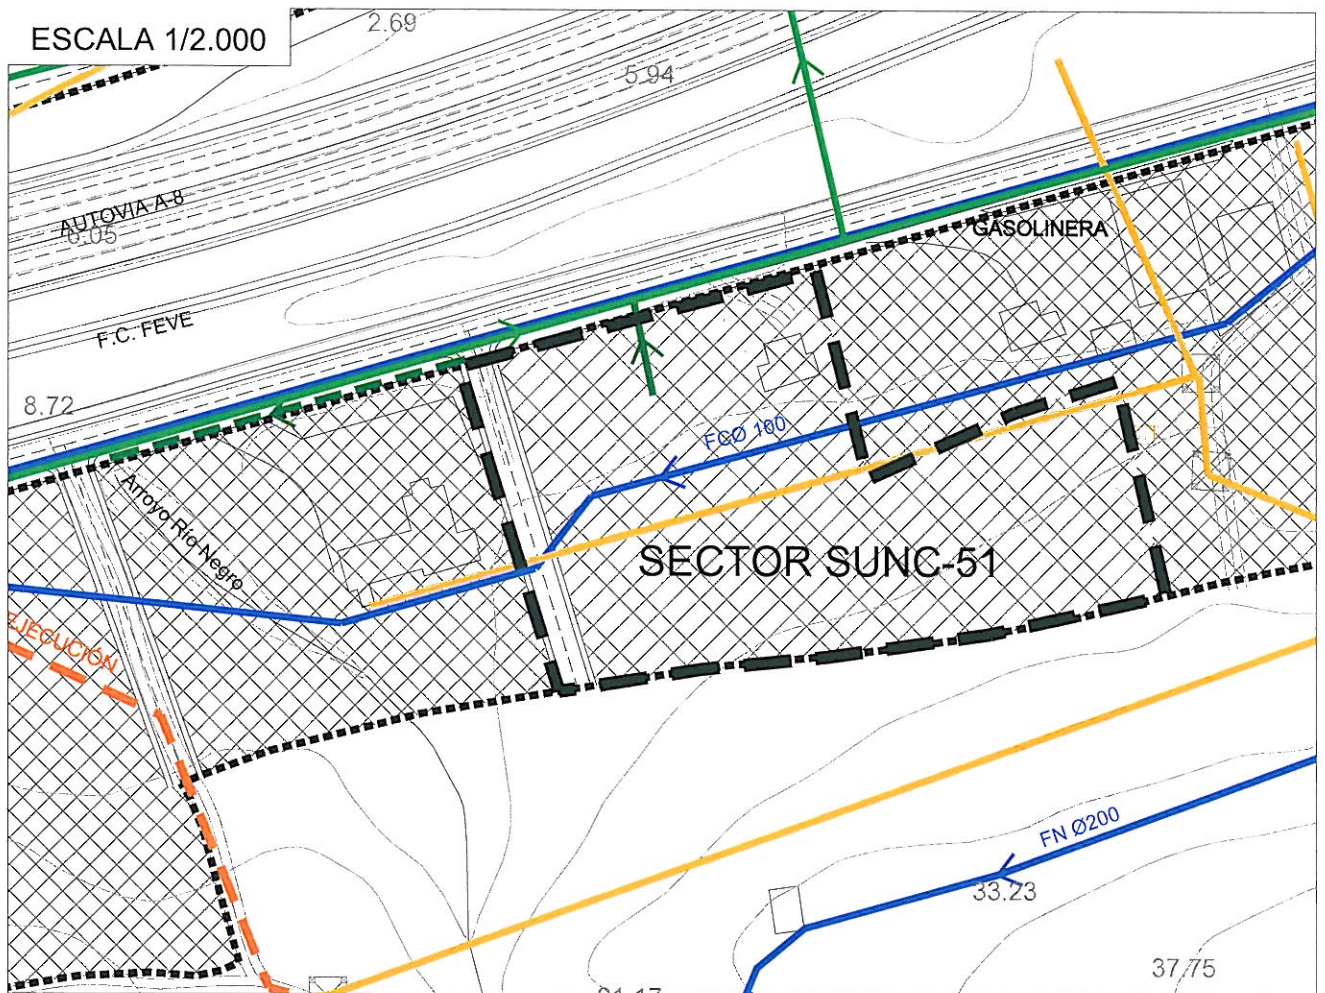 ESCALA 1/2.000
2.69
5.94
AUTOVIA A-8
6.05
GASOLINERA
F.C. FEVE
8.72
FCØ 100
Arroyo Río Negro
SECTOR SUNC-51
EJECUCIÓN
FN Ø200
33.23
37.75